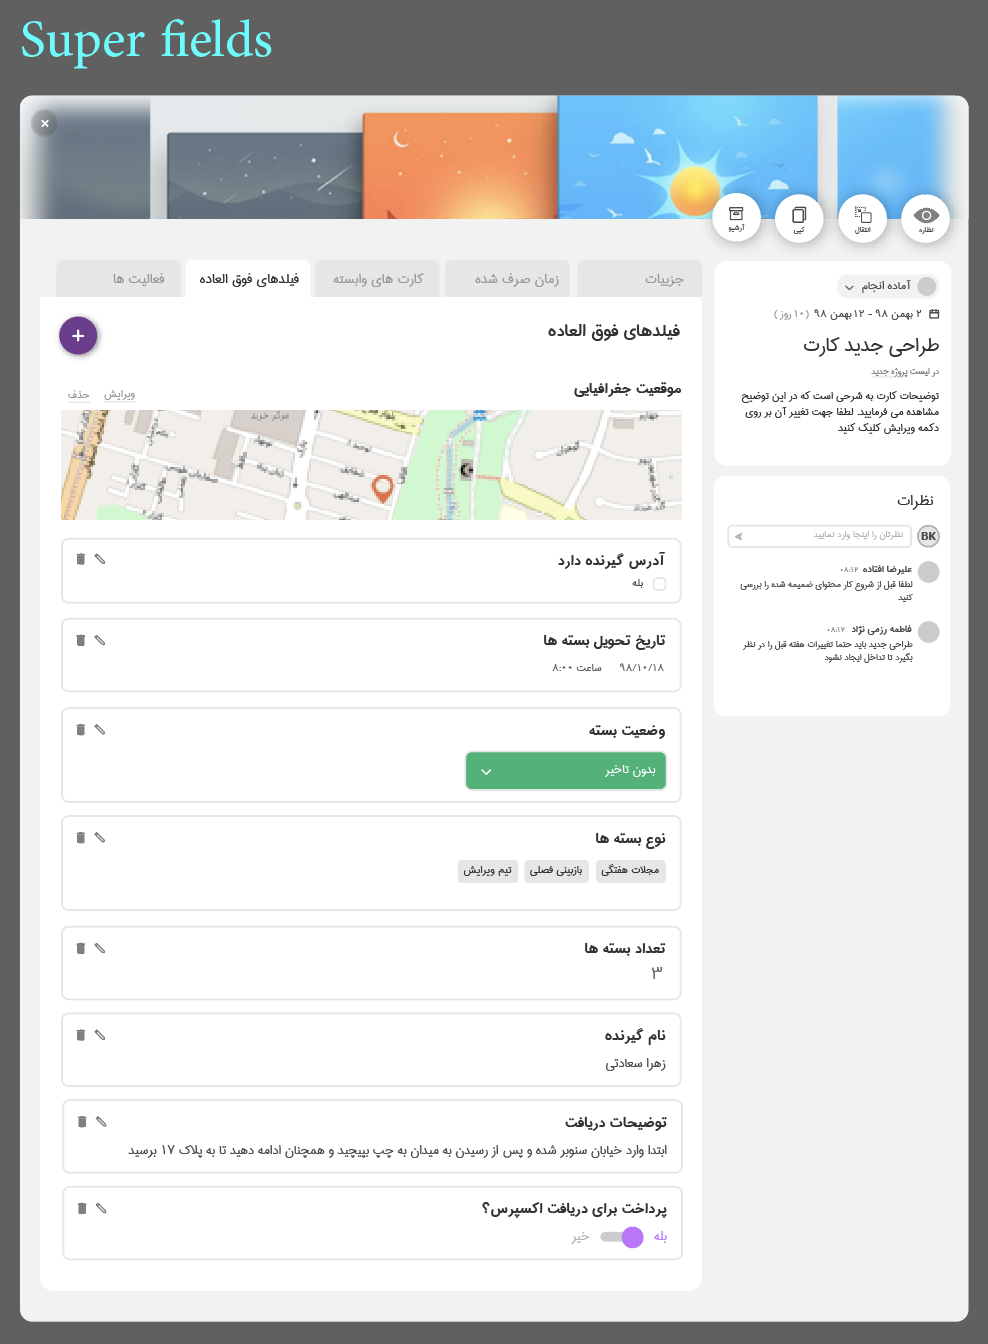 Super fields
نظاره
انتقال
کپی
آرشیو
آماده انجام
۲ بهمن ۹۸ - ۱۲بهمن ۹۸ (۱۰ روز )
طراحی جدید کارت
در لیست پروژه جدید
توضیحات کارت به شرحی است که در این توضیح
مشاهده می فرمایید. لطفا جهت تغییر آن بر روی
دکمه ویرایش کلیک کنید
نظرات
BK
نظرتان را اینجا وارد نمایید
علیرضا افتاده ۰۸:۱۲
لطفا قبل از شروع کار محتوای ضمیمه شده را بررسی
کنید
فاطمه رزمی نژاد ۰۸:۱۲
طراحی جدید باید حتما تغییرات هفته قبل را در نظر
بگیرد تا تداخل ایجاد نشود
جزییات
زمان صرف شده
کارت های وابسته
فیلدهای فوق العاده
فعالیت ها
فیلدهای فوق العاده
موقعیت جغرافیایی
ویرایش
حذف
مرکز خرید
آدرس گیرنده دارد
بله
تاریخ تحویل بسته ها
۹۸/۱۰/۱۸ ساعت ۸:۰۰
وضعیت بسته
بدون تاخیر
نوع بسته ها
مجلات هفتگی
بازبینی فصلی
تیم ویرایش
تعداد بسته ها
۳
نام گیرنده
زهرا سعادتی
توضیحات دریافت
ابتدا وارد خیابان سنوبر شده و پس از رسیدن به میدان به چپ بپیچید و همچنان ادامه دهید تا به پلاک ۱۷ برسید
پرداخت برای دریافت اکسپرس؟
بله
خیر